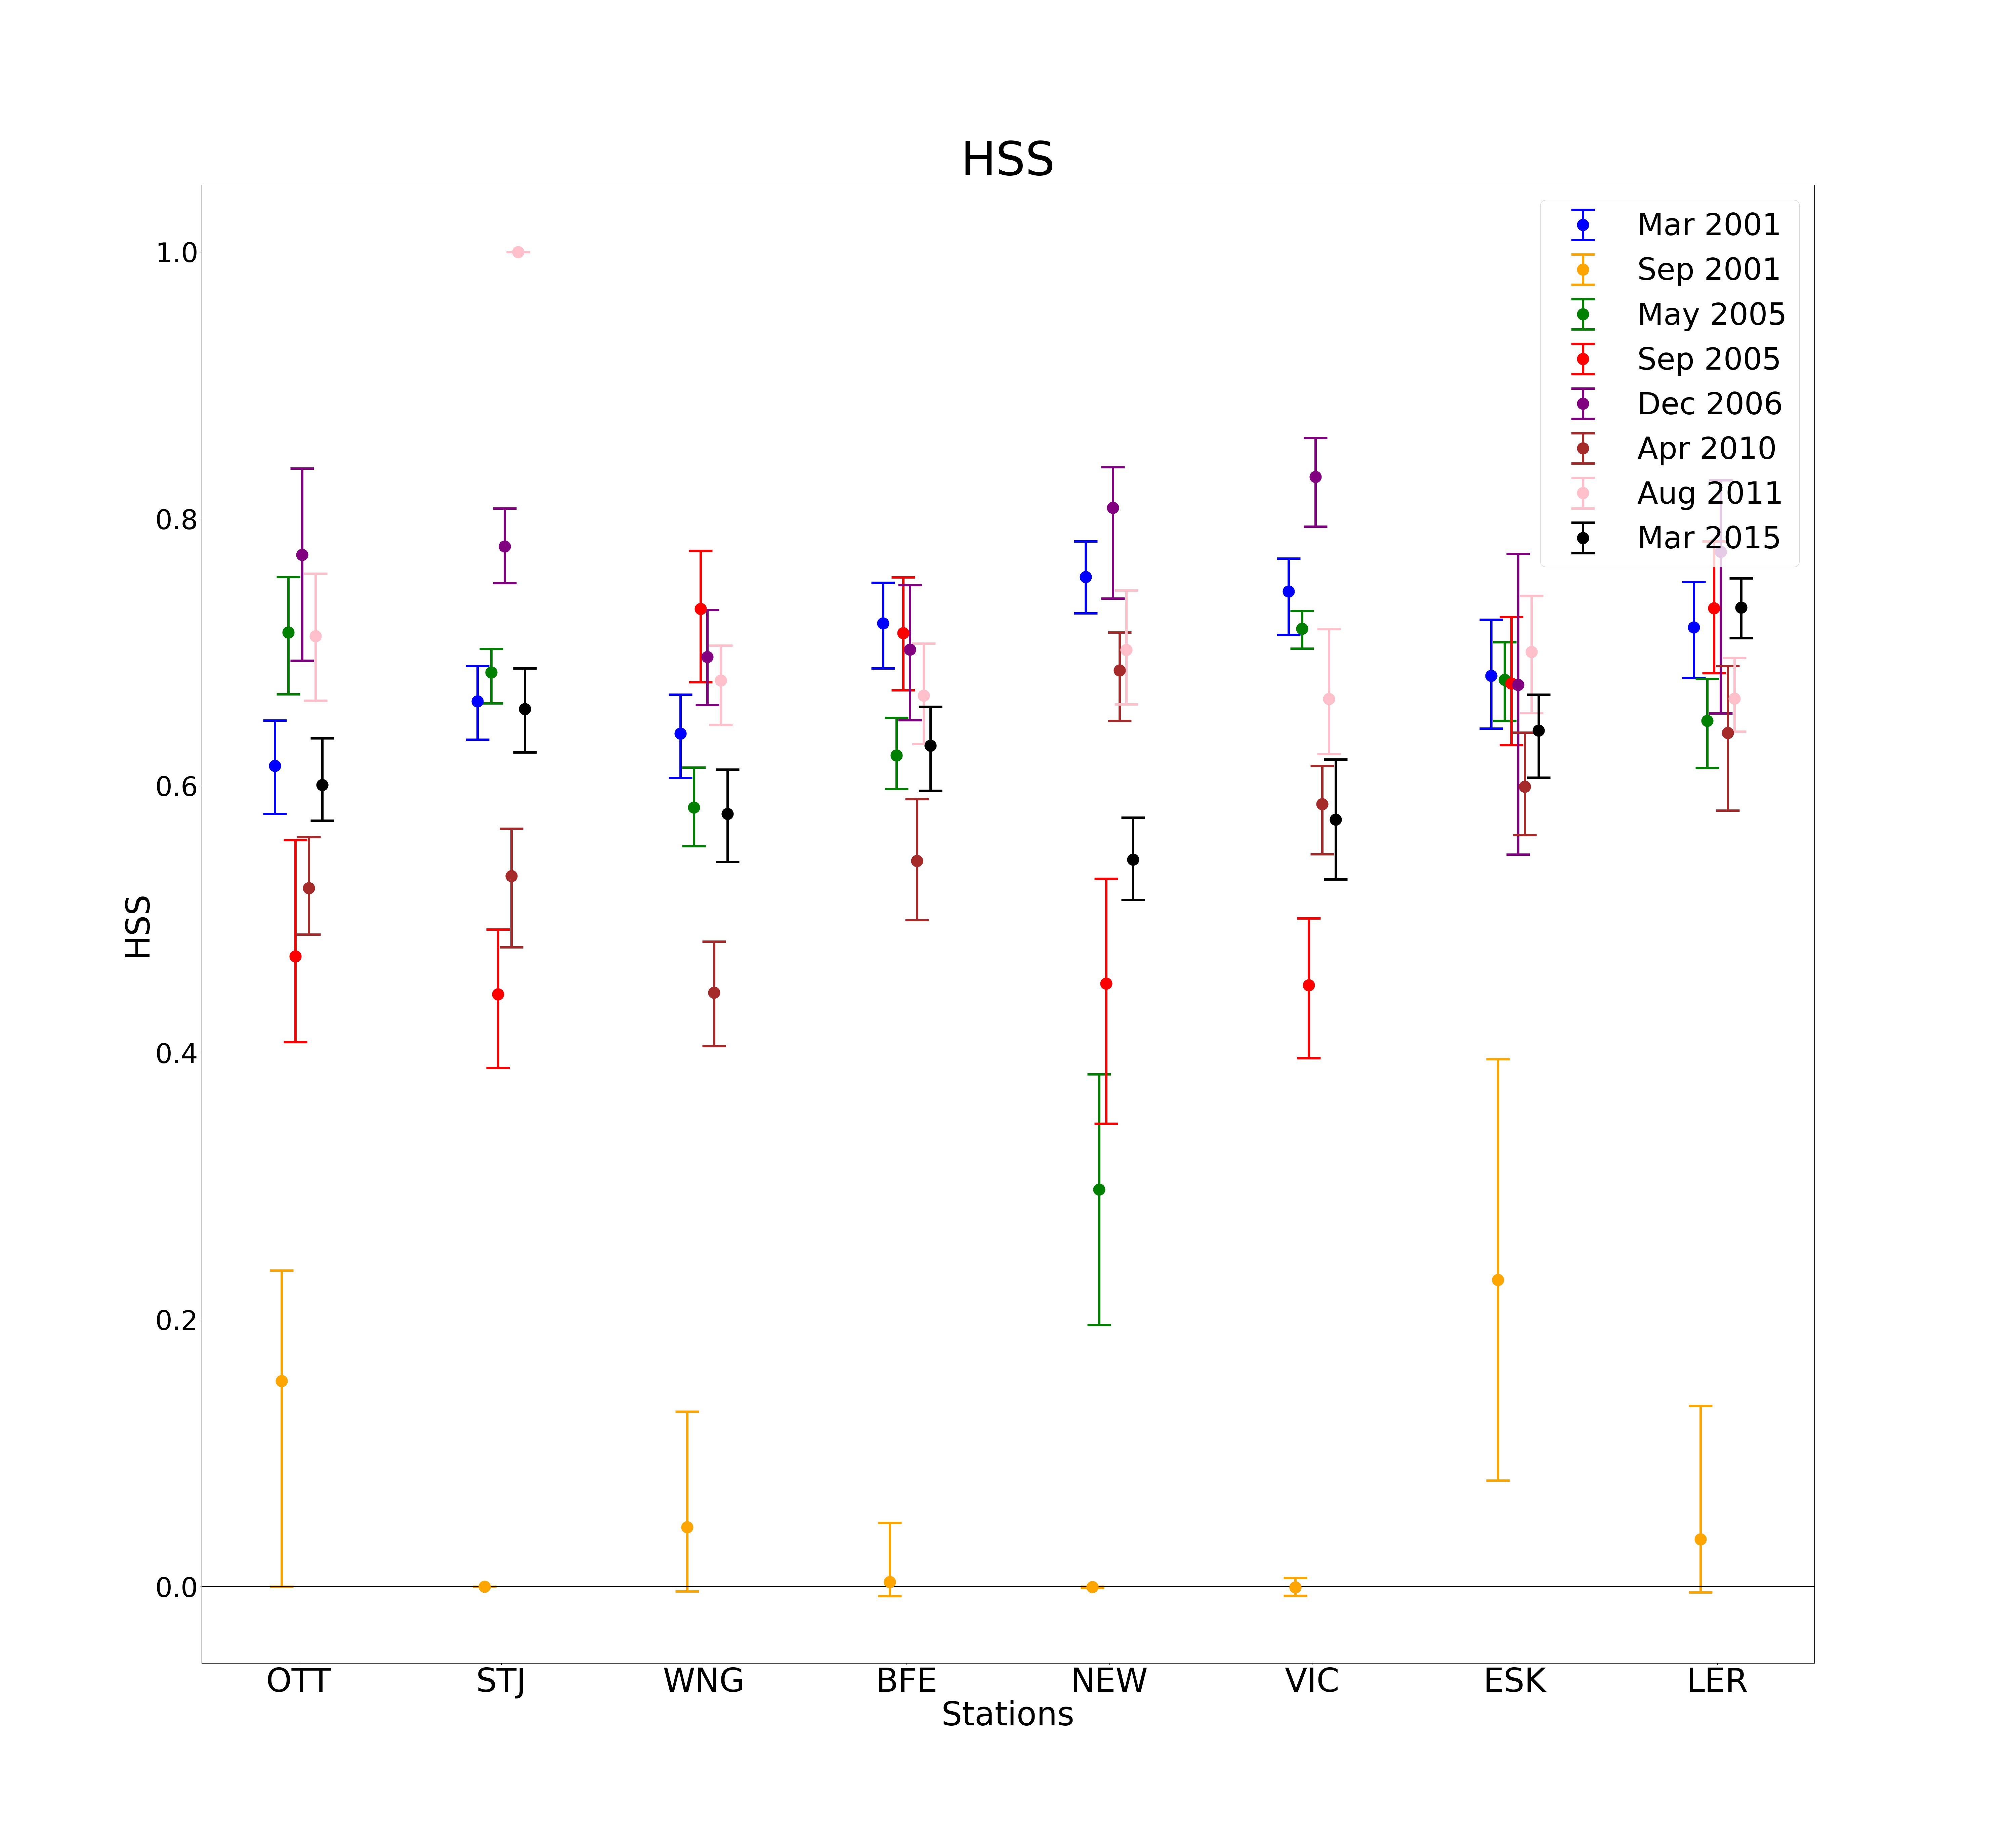 HSS
1.0
0.8
0.6
0.4
0.2
0.0
HSS
Mar 2001
Sep 2001
May 2005
Sep 2005
Dec 2006
Apr 2010
Aug 2011
Mar 2015
OTT STJ WNG BFE NEW VIC ESK LER
Stations